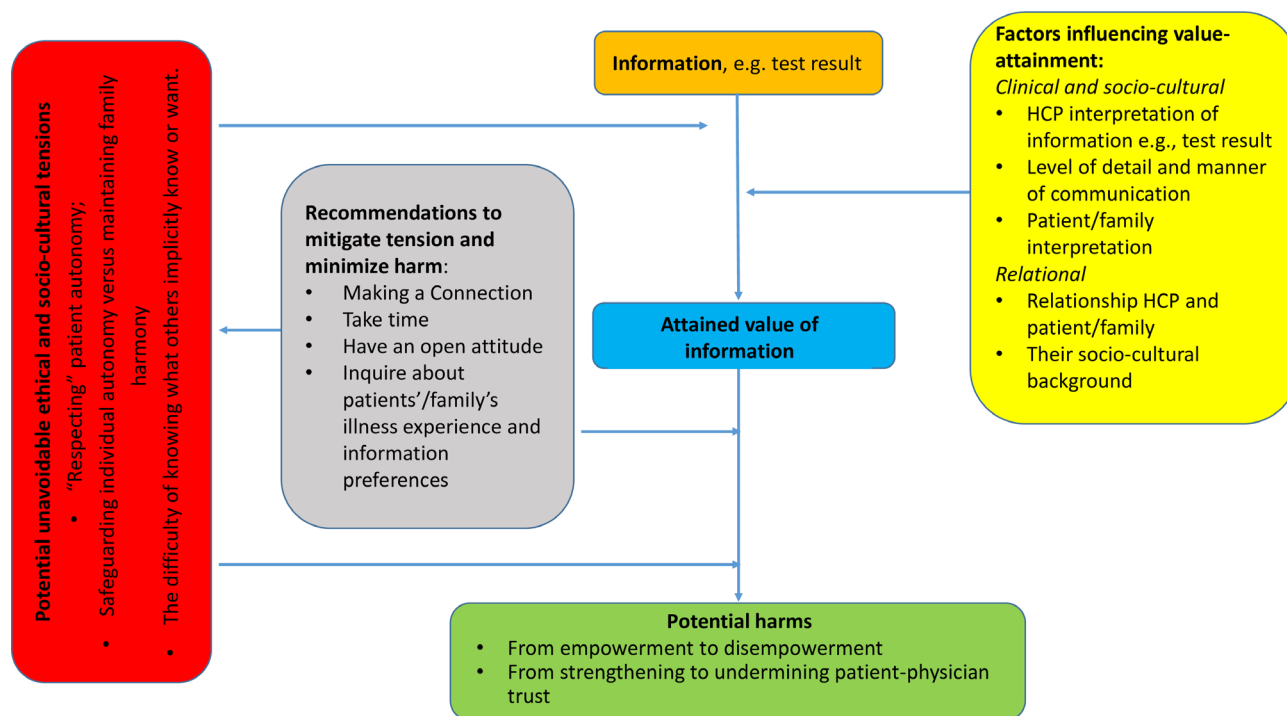 Potential unavoidable ethical and socio-cultural tensions
• “Respecting” patient autonomy;
• Safeguarding individual autonomy versus maintaining family
harmony
• The difficulty of knowing what others implicitly know or want.
Information, e.g. test result
Factors influencing value-
attainment:
Clinical and socio-cultural
• HCP interpretation of
information e.g., test result
• Level of detail and manner
of communication
• Patient/family
interpretation
Relational
• Relationship HCP and
patient/family
• Their socio-cultural
background
Recommendations to
mitigate tension and
minimize harm:
• Making a Connection
• Take time
• Have an open attitude
• Inquire about
patients’/family’s
illness experience and
information
preferences
Attained value of
information
Potential harms
• From empowerment to disempowerment
• From strengthening to undermining patient-physician
trust